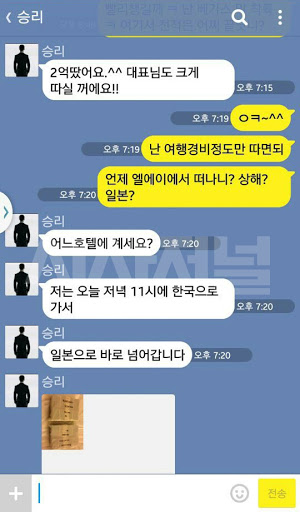 승리
승리
2억땄어요.^^ 대표님도 크게
따실 꺼에요!!
오후 7:15
오후 7:19
ㅇㅋ~^^
오후 7:19
난 여행경비정도만 따면되
언제 엘에이에서 떠나니? 상해?
일본?
오후 7:20
승리
어느호텔에 계세요?
오후 7:20
승리
저는 오늘 저녁 11시에 한국으로
가서
오후 7:20
일본으로 바로 넘어갑니다
오후 7:20
승리
시사저널
전송